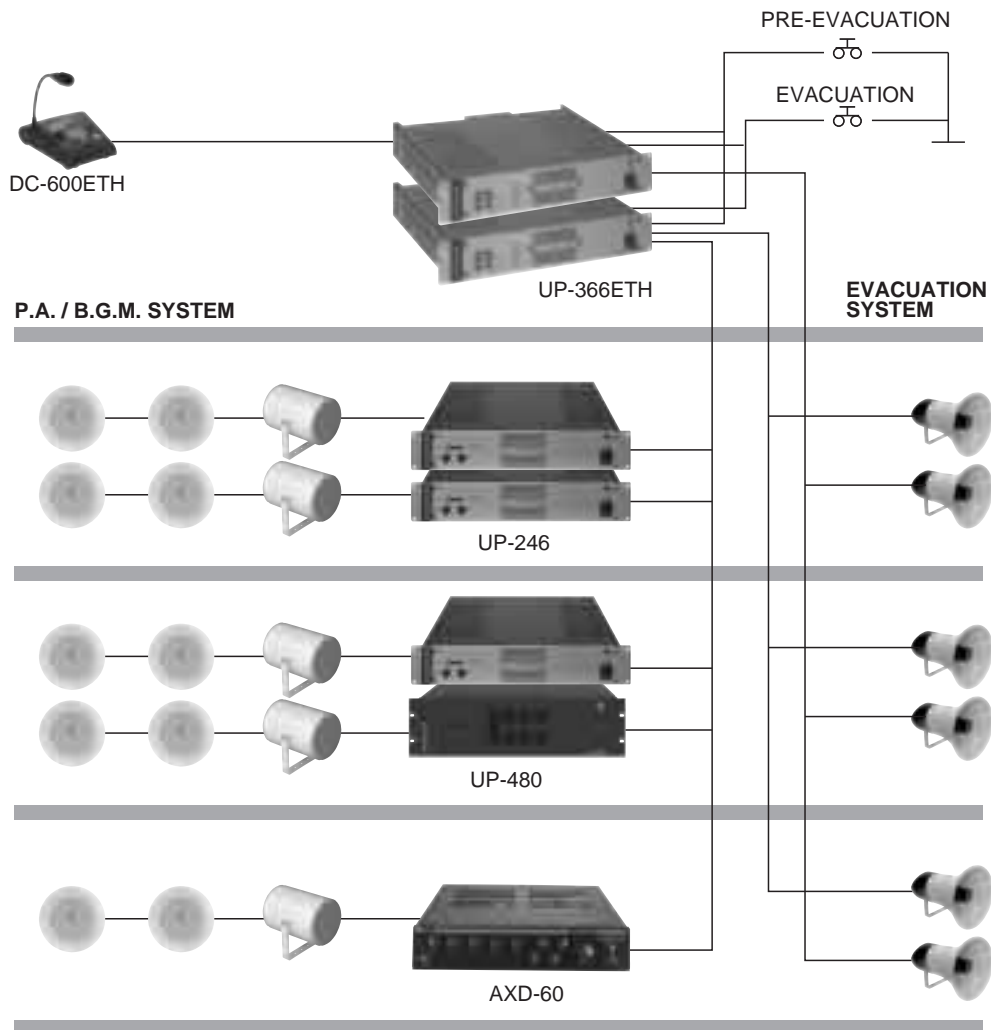 PRE-EVACUATION
EVACUATION
DC-600ETH
UP-366ETH
P.A. / B.G.M. SYSTEM
EVACUATION
SYSTEM
UP-246
UP-480
AXD-60